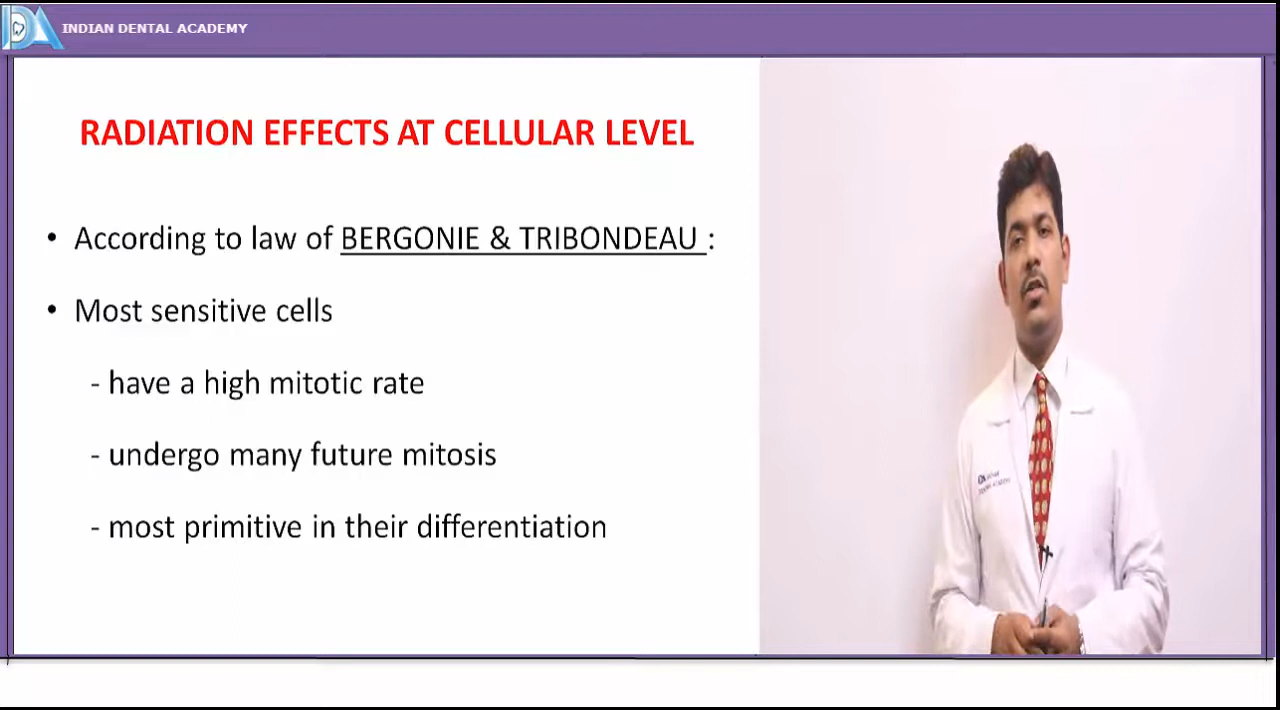 INDIAN DENTAL ACADEMY
RADIATION EFFECTS AT CELLULAR LEVEL
• According to law of BERGONIE & TRIBONDEAU :
• Most sensitive cells
- have a high mitotic rate
- undergo many future mitosis
- most primitive in their differentiation